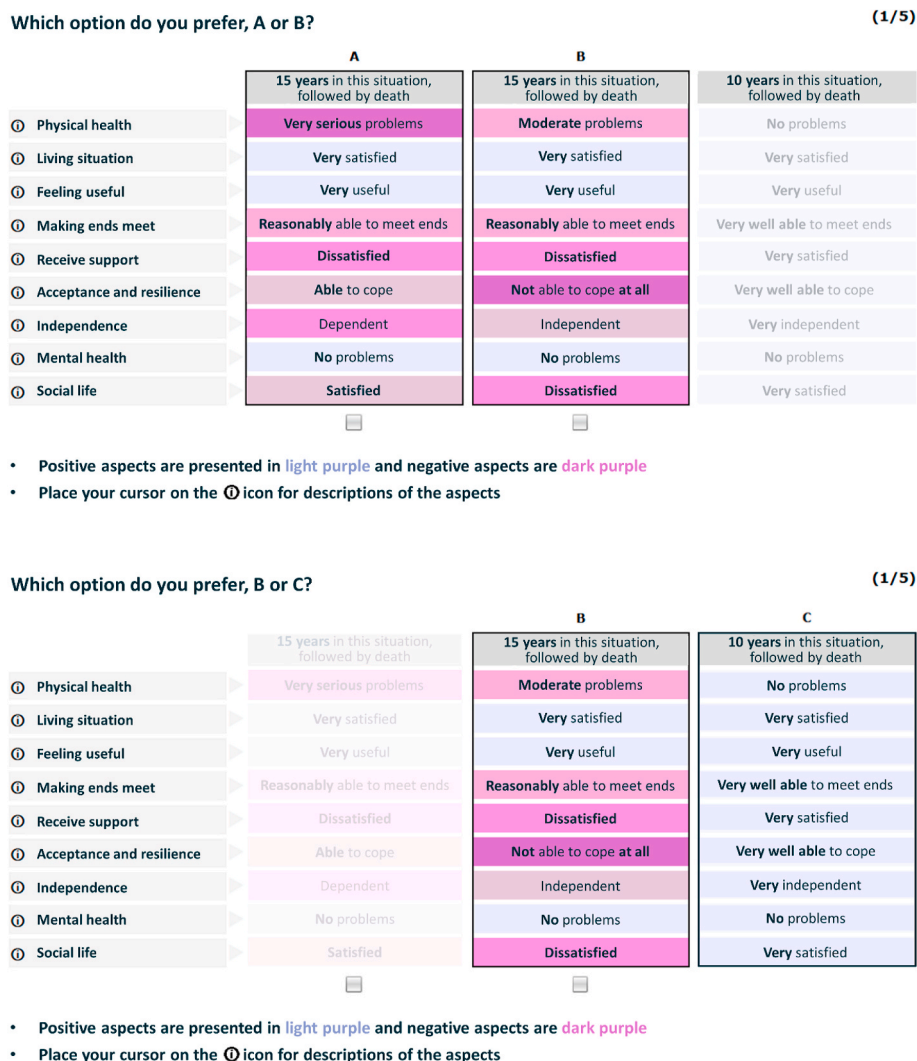 Which option do you prefer, A or B?
(1/5)
A B
15 years in this situation, 15 years in this situation, 10 years in this situation,
followed by death followed by death followed by death
Physical health Very serious problems Moderate problems No problems
Living situation Very satisfied Very satisfied Very satisfied
Feeling useful Very useful Very useful Very useful
Making ends meet Reasonably able to meet ends Reasonably able to meet ends Very well able to meet ends
Receive support Dissatisfied Dissatisfied Very satisfied
Acceptance and resilience Able to cope Not able to cope at all Very well able to cope
Independence Dependent Independent Very independent
Mental health No problems No problems No problems
Social life Satisfied Dissatisfied Very satisfied
• Positive aspects are presented in light purple and negative aspects are dark purple
• Place your cursor on the ⓘ icon for descriptions of the aspects
Which option do you prefer, B or C?
(1/5)
B C
15 years in this situation, 15 years in this situation, 10 years in this situation,
followed by death followed by death followed by death
Physical health Very serious problems Moderate problems No problems
Living situation Very satisfied Very satisfied Very satisfied
Feeling useful Very useful Very useful Very useful
Making ends meet Reasonably able to meet ends Reasonably able to meet ends Very well able to meet ends
Receive support Dissatisfied Dissatisfied Very satisfied
Acceptance and resilience Able to cope Not able to cope at all Very well able to cope
Independence Dependent Independent Very independent
Mental health No problems No problems No problems
Social life Satisfied Dissatisfied Very satisfied
• Positive aspects are presented in light purple and negative aspects are dark purple
• Place your cursor on the ⓘ icon for descriptions of the aspects